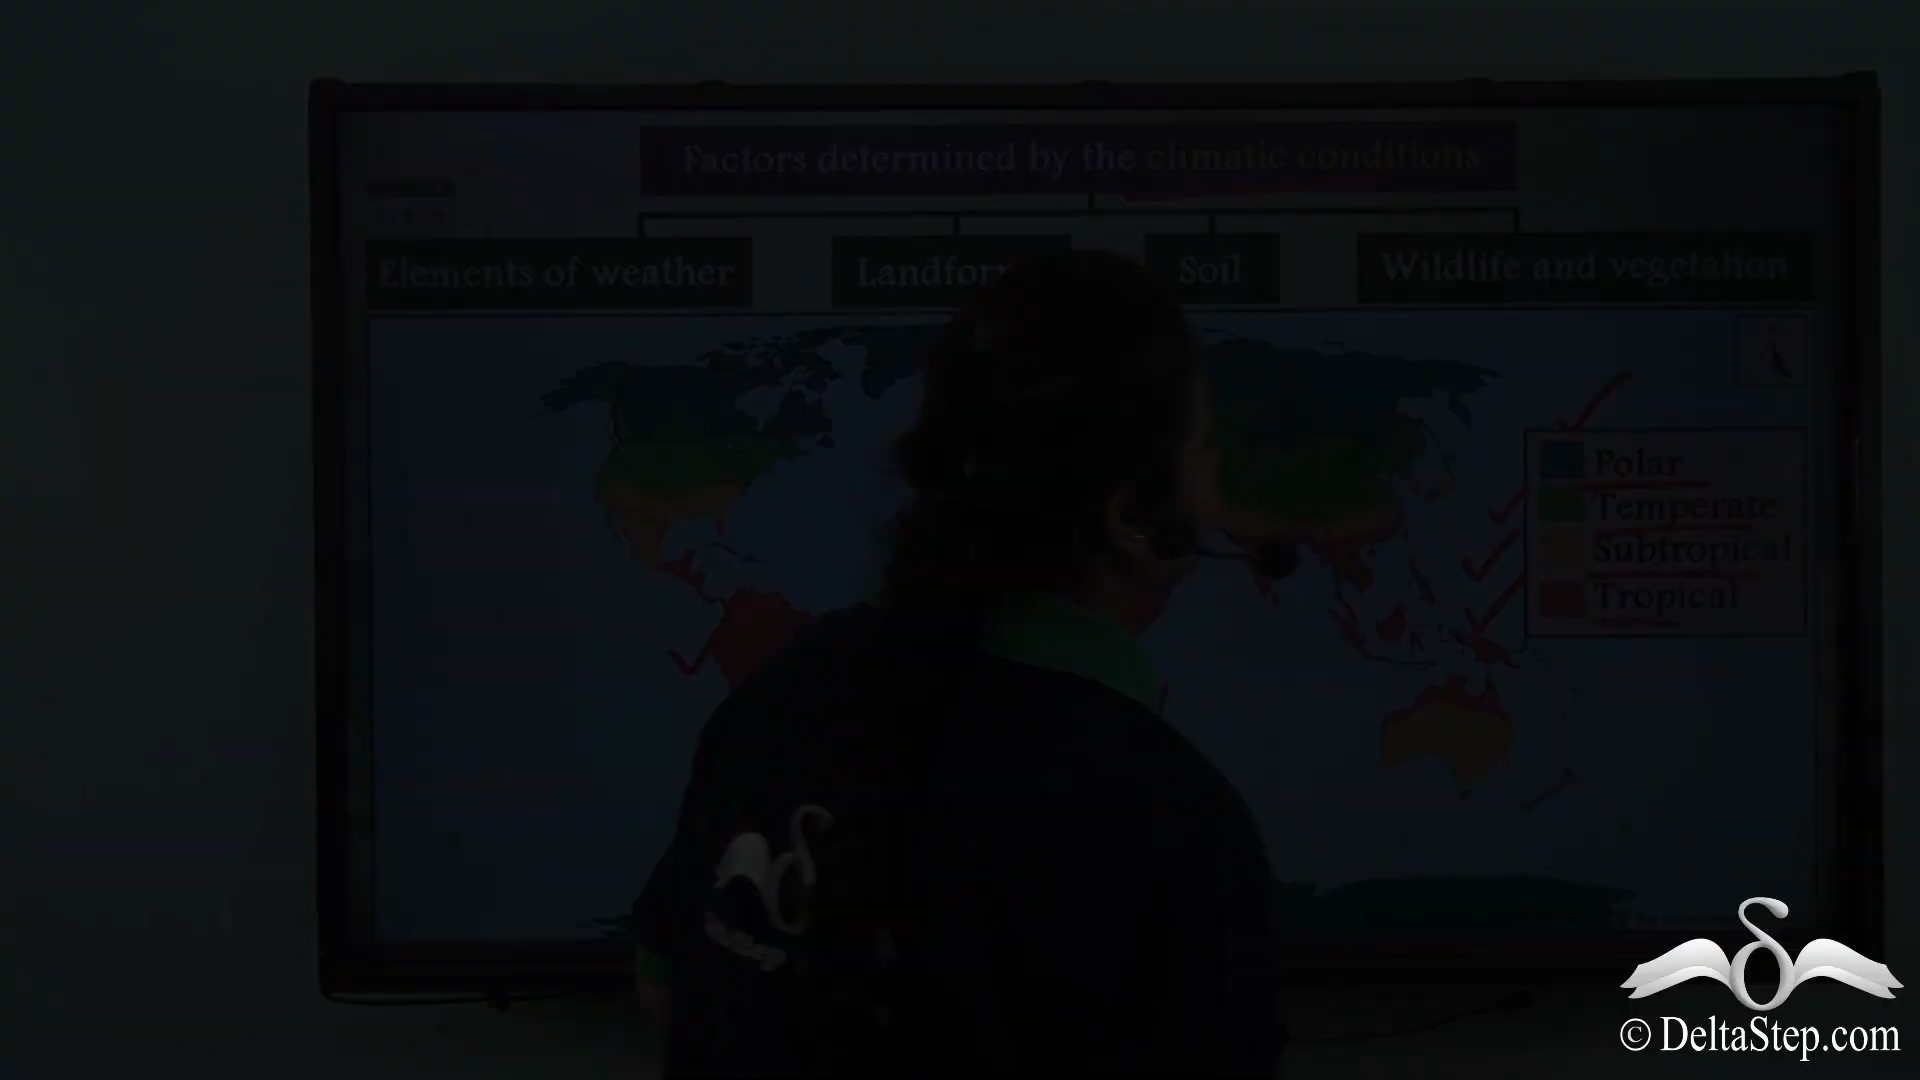 Factors determined by the climatic conditions
Elements of weather
Soil
Wildlife and vegetation
Polar
Temperate
Subtropical
Tropical
© DeltaStep.com